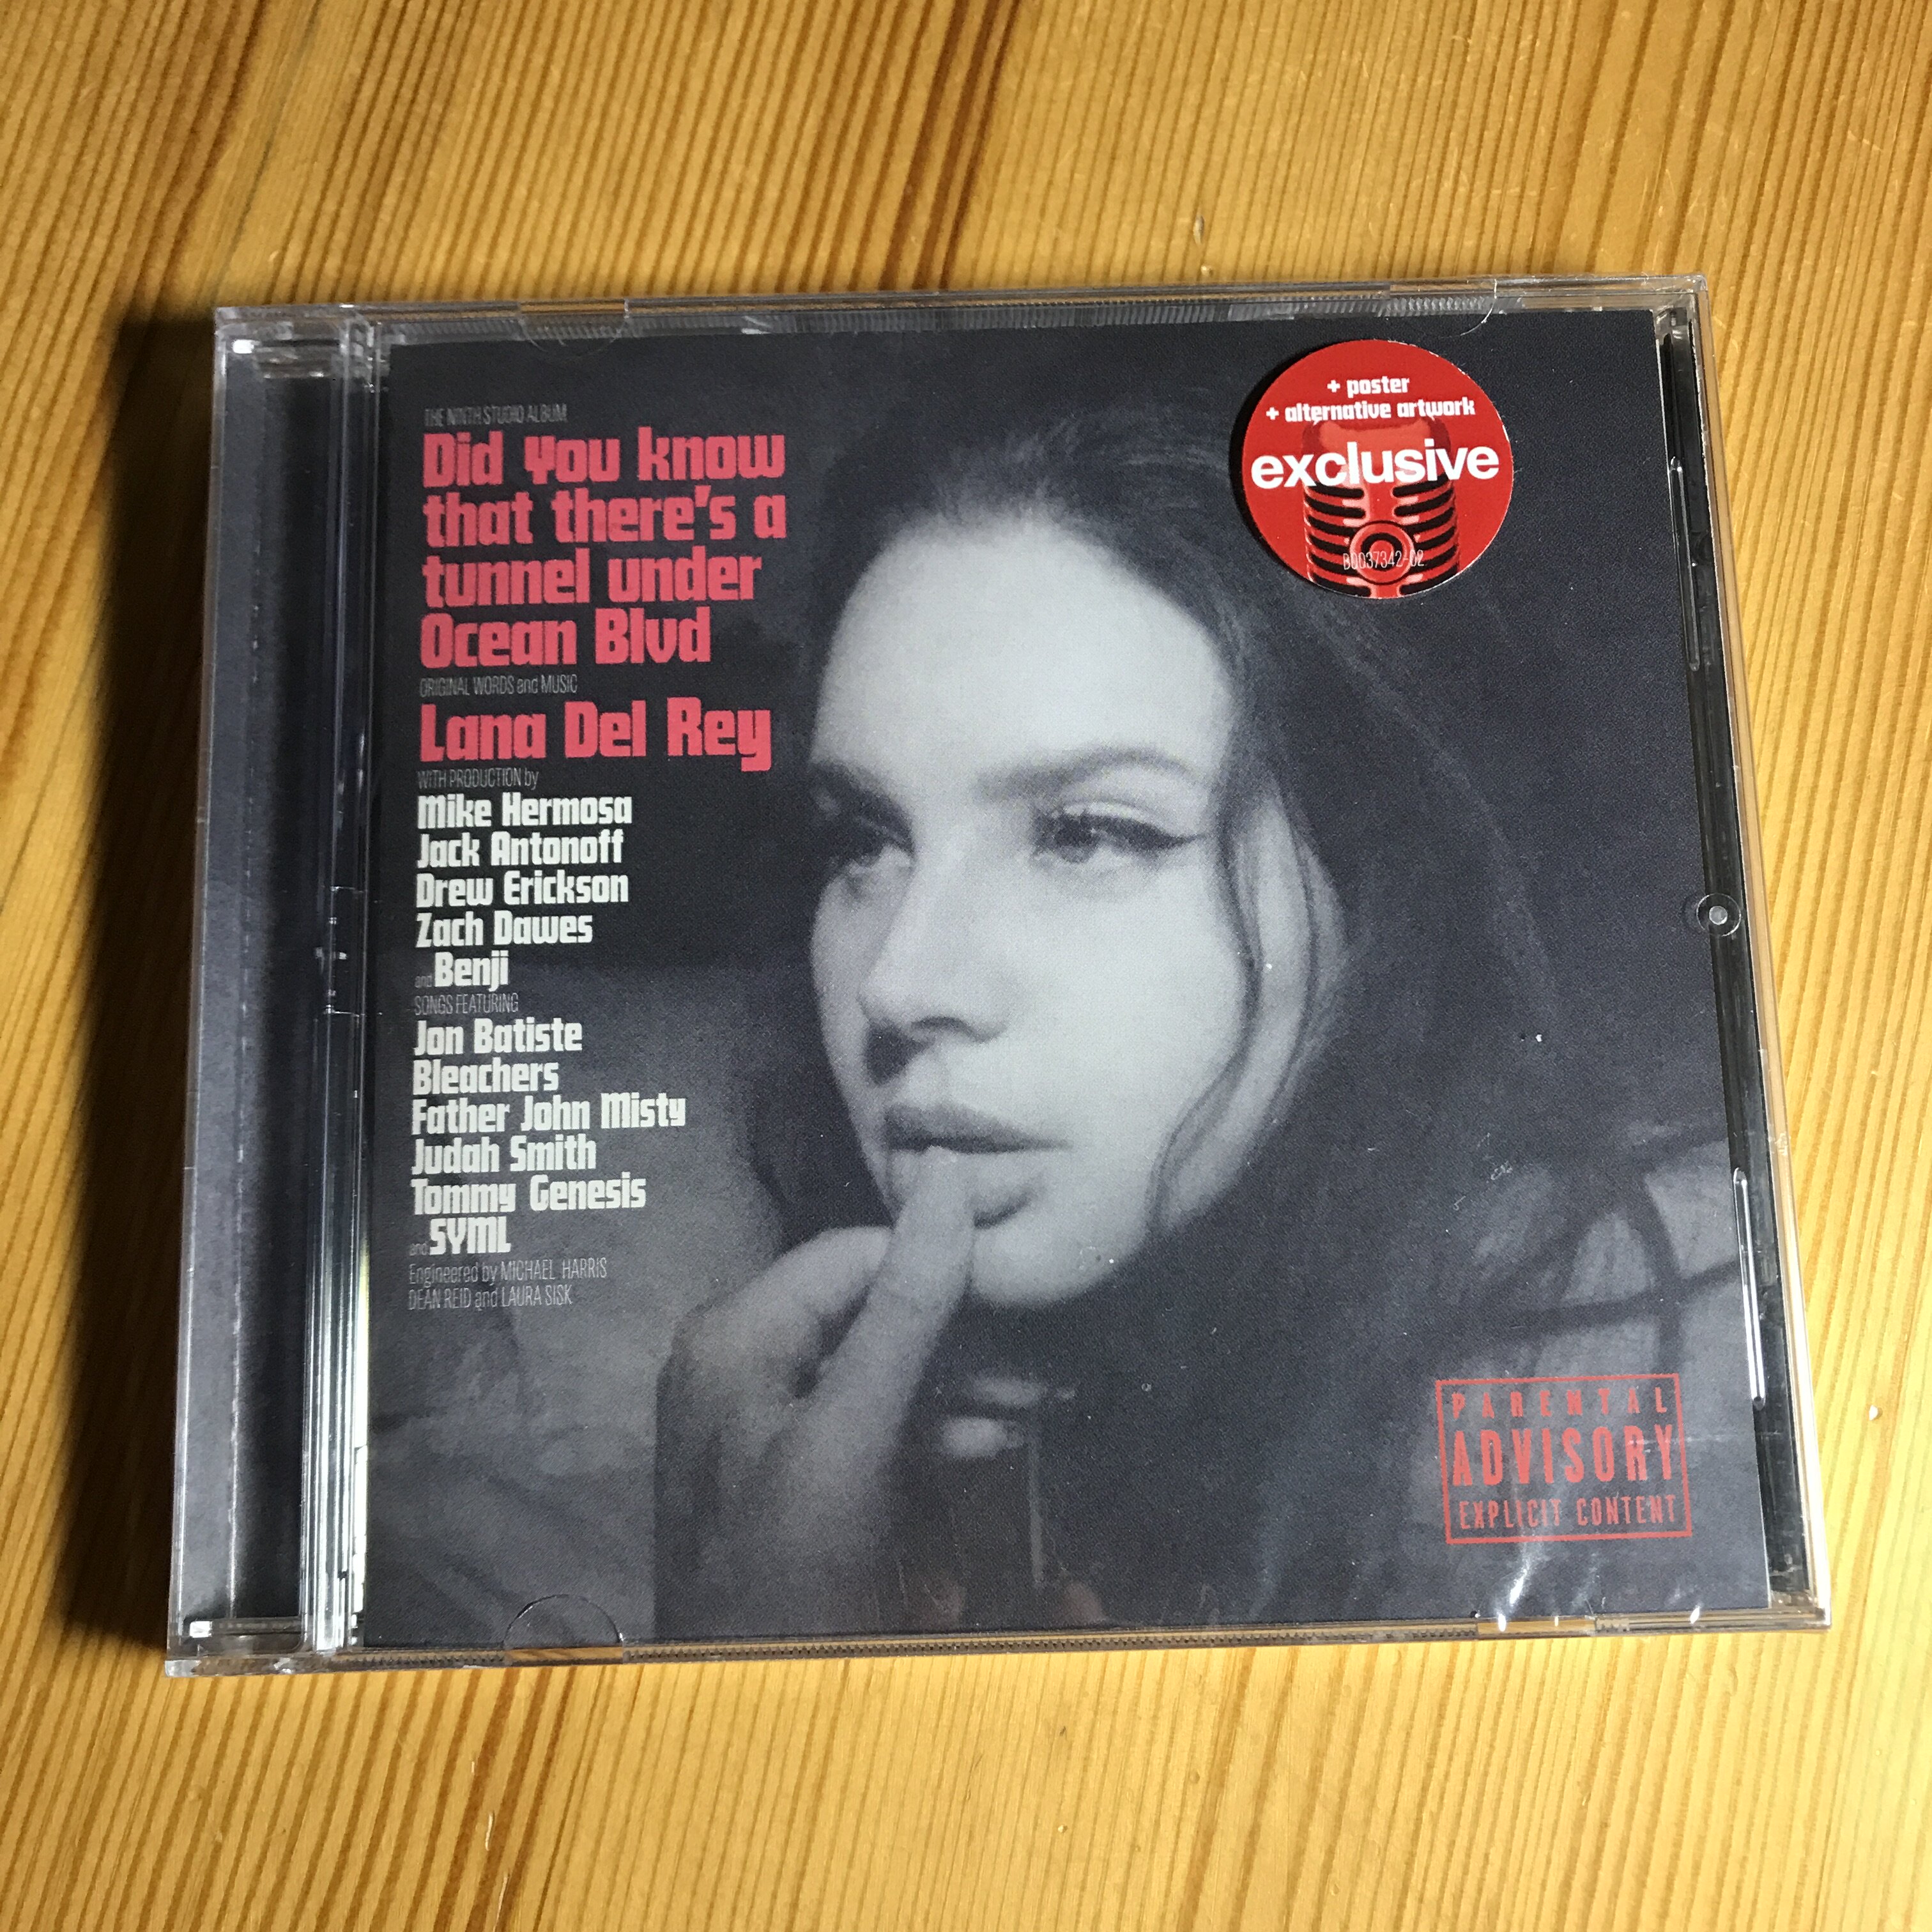 THE NINTH STUDIO ALBUM
Did you know
that there's a
tunnel under
Ocean Blvd
ORIGINAL WORDS and MUSIC
Lana Del Rey
WITH PRODUCTION by
Mike Hermosa
Jack Antonoff
Drew Erickson
Zach Dawes
and Benji
SONGS FEATURING
Jon Batiste
Bleachers
Father John Misty
Judah Smith
Tommy Genesis
and SYML
Engineered by MICHAEL HARRIS
DEAN REID and LAURA SISK
+ poster
+ alternative artwork
exclusive
B0037342-02
PARENTAL
ADVISORY
EXPLICIT CONTENT